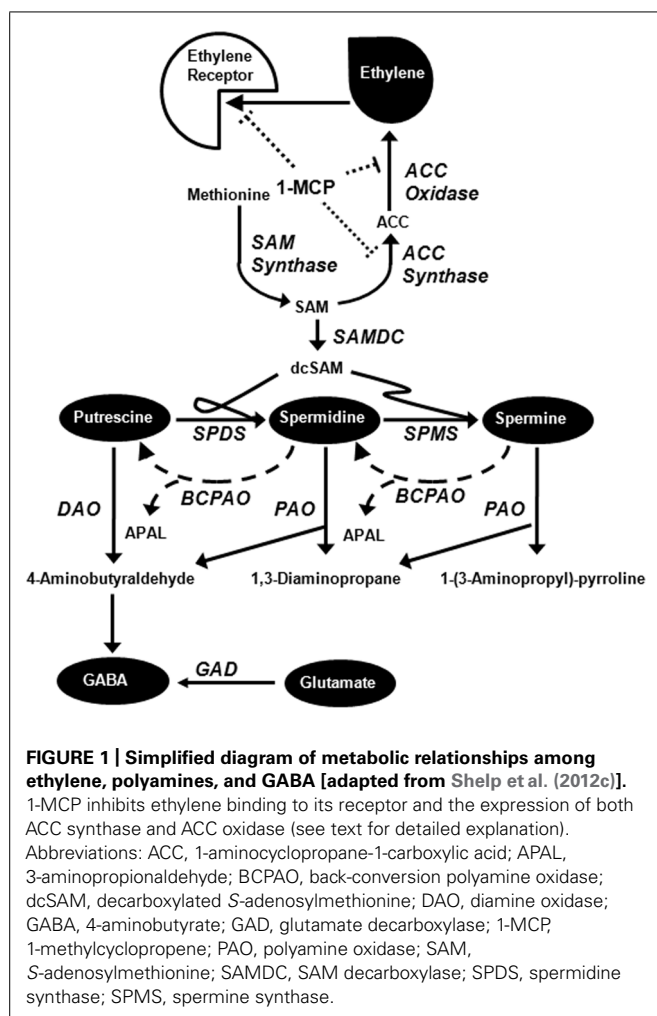 Ethylene
Receptor
Ethylene
Methionine
1-MCP
ACC
Oxidase
ACC
SAM
Synthase
ACC
Synthase
SAM
SAMDC
dcSAM
Putrescine
SPDS
Spermidine
SPMS
Spermine
DAO
BCPAO
APAL
PAO
BCPAO
APAL
PAO
4-Aminobutyraldehyde
1,3-Diaminopropane
1-(3-Aminopropyl)-pyrroline
GABA
GAD
Glutamate
FIGURE 1 | Simplified diagram of metabolic relationships among
ethylene, polyamines, and GABA [adapted from Shelp et al. (2012c)].
1-MCP inhibits ethylene binding to its receptor and the expression of both
ACC synthase and ACC oxidase (see text for detailed explanation).
Abbreviations: ACC, 1-aminocyclopropane-1-carboxylic acid; APAL,
3-aminopropionaldehyde; BCPAO, back-conversion polyamine oxidase;
dcSAM, decarboxylated S-adenosylmethionine; DAO, diamine oxidase;
GABA, 4-aminobutyrate; GAD, glutamate decarboxylase; 1-MCP,
1-methylcyclopropene; PAO, polyamine oxidase; SAM,
S-adenosylmethionine; SAMDC, SAM decarboxylase; SPDS, spermidine
synthase; SPMS, spermine synthase.